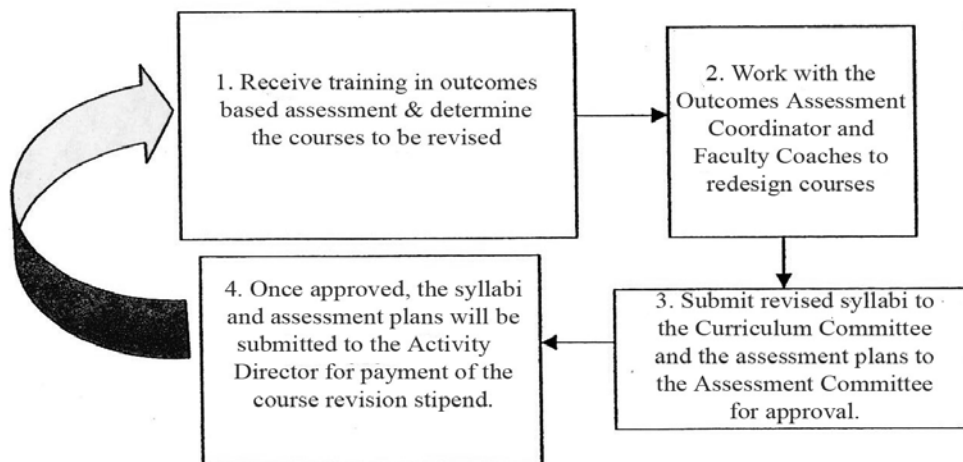 1. Receive training in outcomes
based assessment & determine
the courses to be revised
2. Work with the
Outcomes Assessment
Coordinator and
Faculty Coaches to
redesign courses
3. Submit revised syllabi to
the Curriculum Committee
and the assessment plans to
the Assessment Committee
for approval.
4. Once approved, the syllabi
and assessment plans will be
submitted to the Activity
Director for payment of the
course revision stipend.